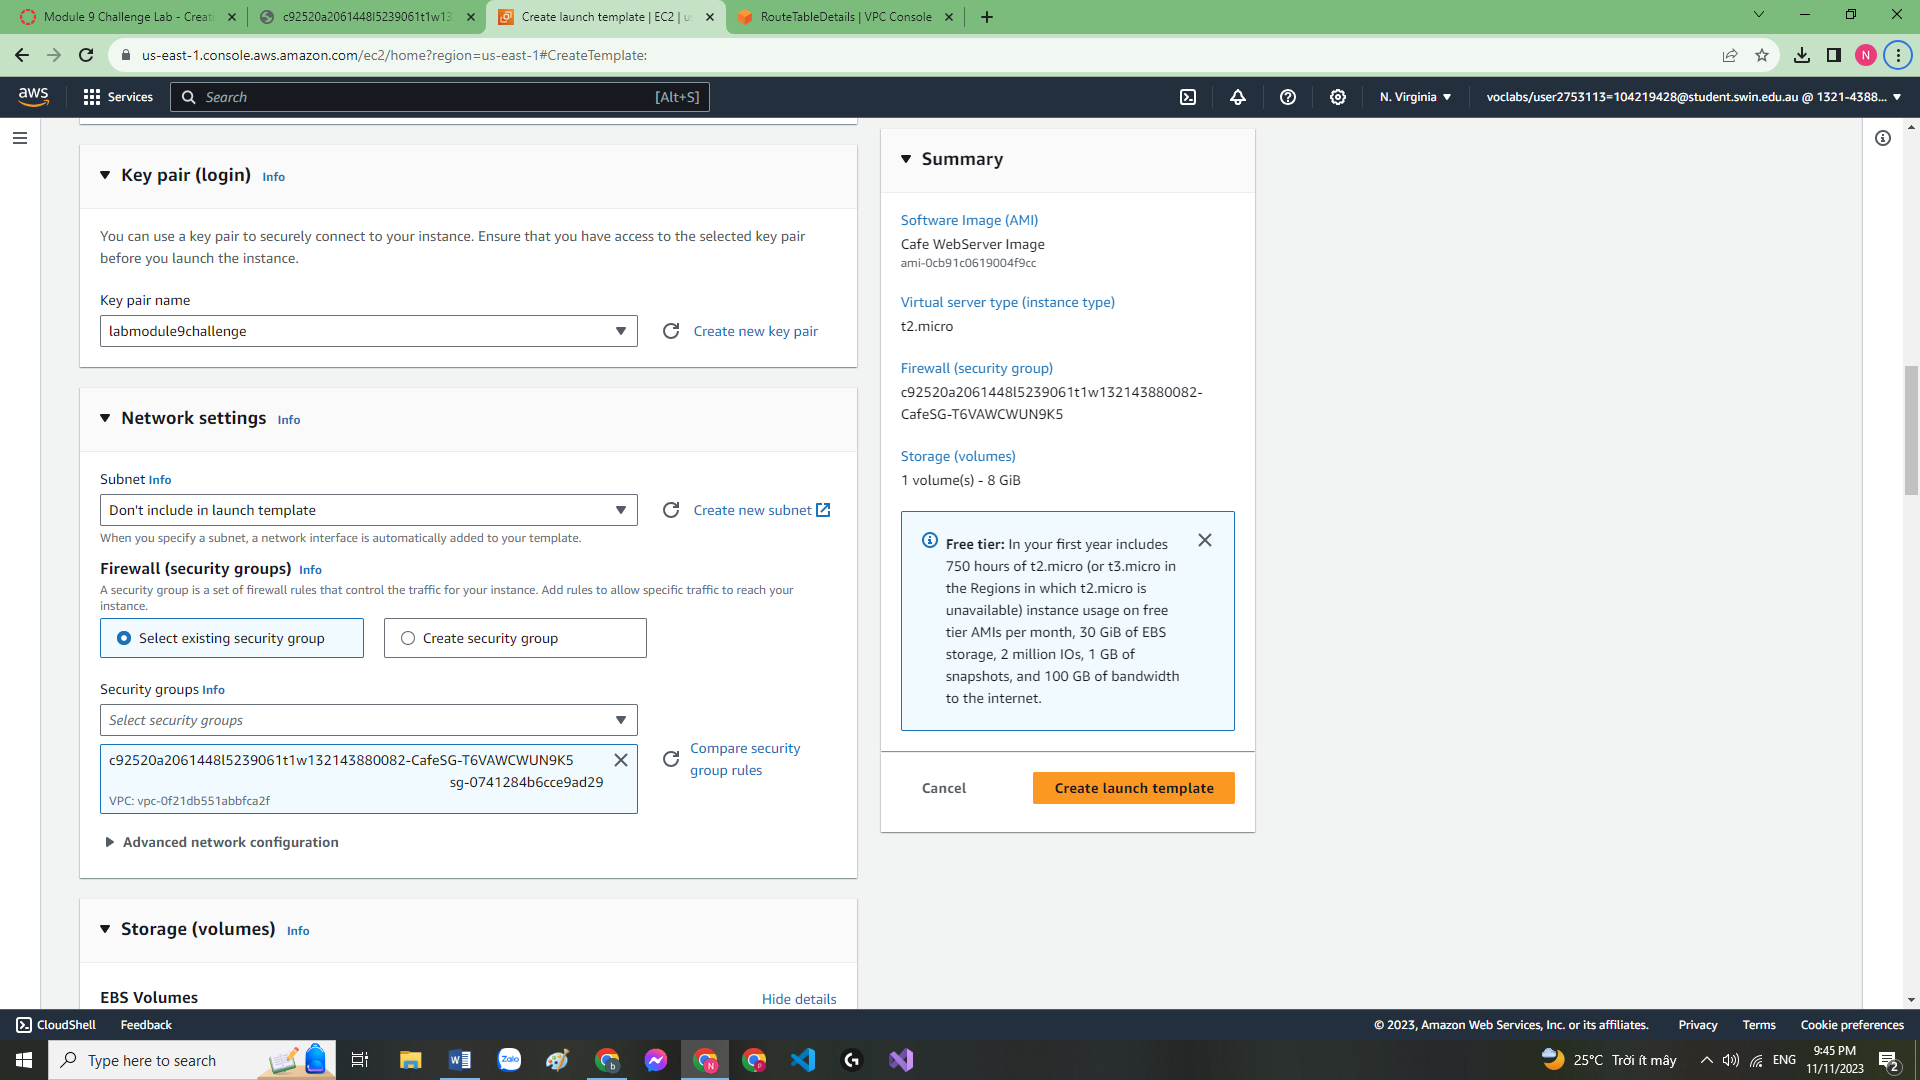 Module 9 Challenge Lab - Creati
c92520a2061448l5239061t1w13
Create launch template | EC2 | us
RouteTableDetails | VPC Console
us-east-1.console.aws.amazon.com/ec2/home?region=us-east-1#CreateTemplate:
N
aws
Services
Search
[Alt+S]
N. Virginia
voclabs/user2753113=104219428@student.swin.edu.au @ 1321-4388...
Key pair (login) Info
You can use a key pair to securely connect to your instance. Ensure that you have access to the selected key pair
before you launch the instance.
Key pair name
labmodule9challenge
Create new key pair
Network settings Info
Subnet Info
Don't include in launch template
Create new subnet
When you specify a subnet, a network interface is automatically added to your template.
Firewall (security groups) Info
A security group is a set of firewall rules that control the traffic for your instance. Add rules to allow specific traffic to reach your
instance.
Select existing security group
Create security group
Security groups Info
Select security groups
c92520a2061448l5239061t1w132143880082-CafeSG-T6VAWCWUN9K5
sg-0741284b6cce9ad29
VPC: vpc-0f21db551abbfca2f
Compare security
group rules
Advanced network configuration
Storage (volumes) Info
EBS Volumes
Hide details
Summary
Software Image (AMI)
Cafe WebServer Image
ami-0cb91c0619004f9cc
Virtual server type (instance type)
t2.micro
Firewall (security group)
c92520a2061448l5239061t1w132143880082-
CafeSG-T6VAWCWUN9K5
Storage (volumes)
1 volume(s) - 8 GiB
Free tier: In your first year includes
750 hours of t2.micro (or t3.micro in
the Regions in which t2.micro is
unavailable) instance usage on free
tier AMIs per month, 30 GiB of EBS
storage, 2 million IOs, 1 GB of
snapshots, and 100 GB of bandwidth
to the internet.
Cancel
Create launch template
CloudShell
Feedback
© 2023, Amazon Web Services, Inc. or its affiliates.
Privacy
Terms
Cookie preferences
Type here to search
Zalo
25°C Trời ít mây
ENG
9:45 PM
11/11/2023
2